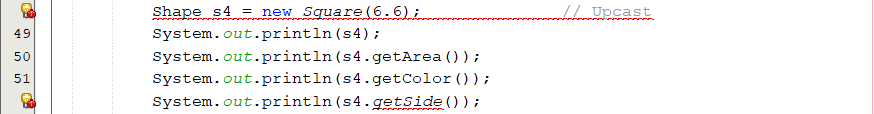 Shape s4 = new Square(6.6);              // Upcast
49 System.out.println(s4);
50 System.out.println(s4.getArea());
51 System.out.println(s4.getColor());
System.out.println(s4.getSide());